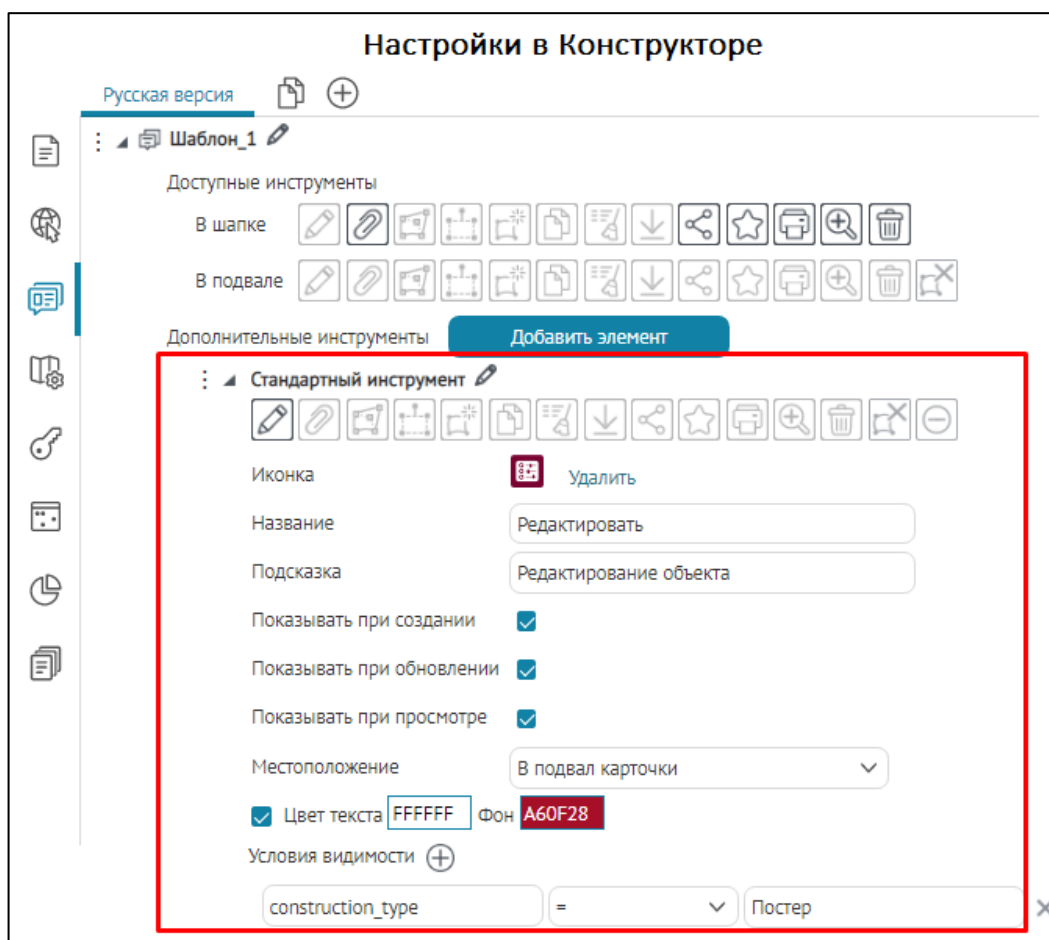 Настройки в Конструкторе
Русская версия
Шаблон_1
Доступные инструменты
В шапке
В подвале
Дополнительные инструменты Добавить элемент
Стандартный инструмент
Иконка Удалить
Название Редактировать
Подсказка Редактирование объекта
Показывать при создании
Показывать при обновлении
Показывать при просмотре
Местоположение В подвал карточки
Цвет текста FFFFFF Фон A60F28
Условия видимости
construction_type = Постер